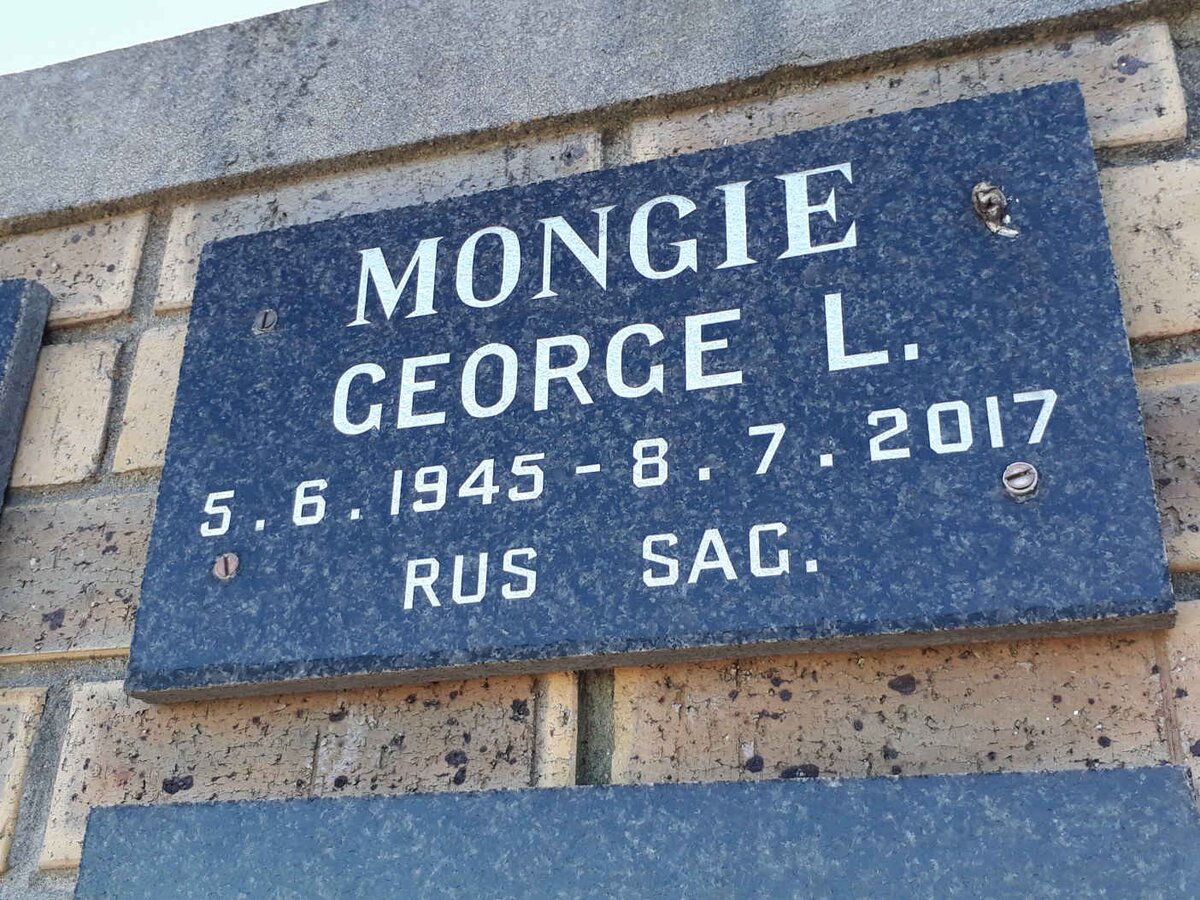 MONGIE
GEORGE L.
5.6.1945-8.7.2017
RUS SAG.